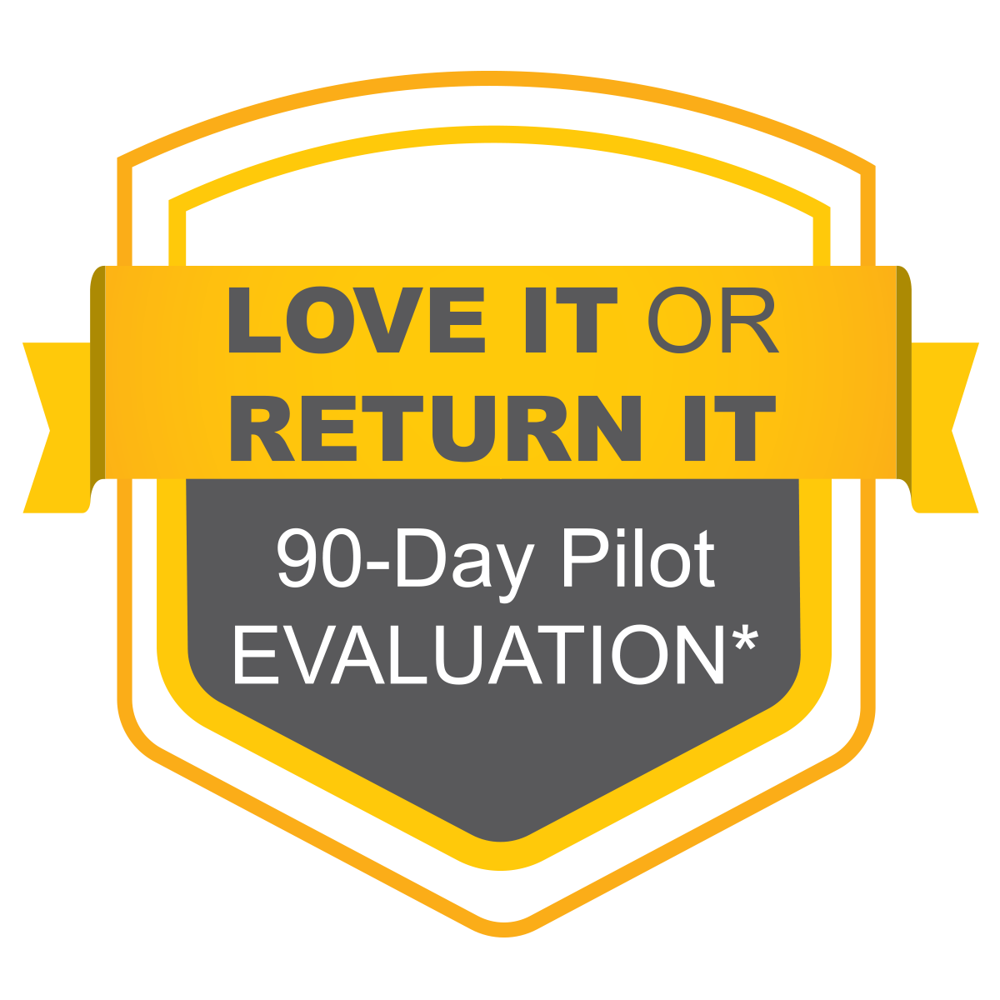 LOVE IT OR
RETURN IT
90-Day Pilot
EVALUATION*